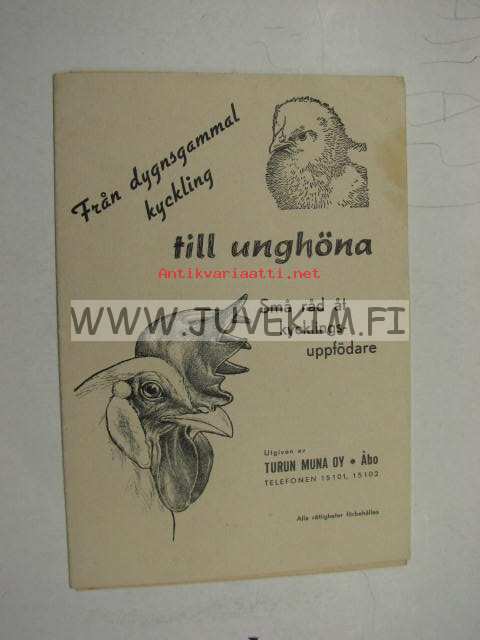 Från dygnsgammal
kyckling
till unghöna
Antikvariaatti.net
Små råd åt
WWW.JUVEKIM.FI
kycklings-
uppfödare
Utgiven av
TURUN MUNA OY • Åbo
TELEFONEN 15101, 15102
Alla rättigheter förbehållas